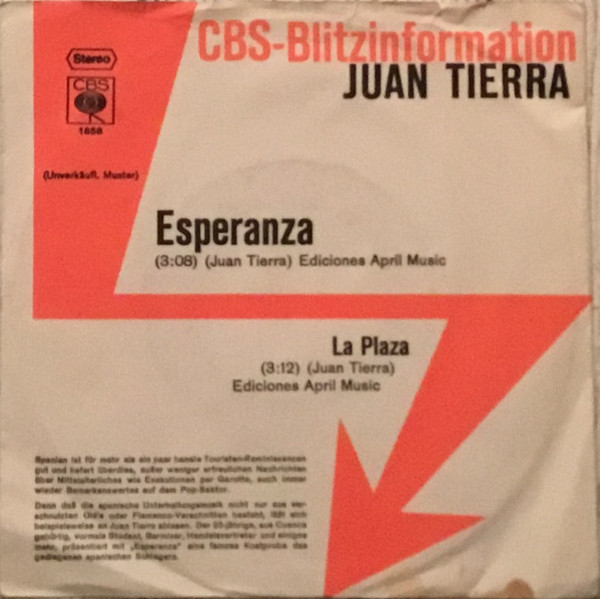 CBS-Blitzinformation
JUAN TIERRA
Stereo
CBS
1658
(Unverkäufl. Muster)
Esperanza
(3:08) (Juan Tierra) Ediciones April Music
La Plaza
(3:12) (Juan Tierra)
Ediciones April Music
Spanien ist für mehr als ein paar banale Touristen-Reminiszenzen
gut und liefert überdies, außer weniger erfreulichen Nachrichten
über Mittelalterliches wie Exekutionen per Garotte, auch immer
wieder Bemerkenswertes auf dem Pop-Sektor.
Denn daß die spanische Unterhaltungsmusik nicht nur aus ver-
schnulzten Olé's oder Flamenco-Verschnitten besteht, läßt sich
beispielsweise an Juan Tierra ablesen. Der 25-jährige, aus Cuenca
gebürtig, vormals Student, Barmixer, Handelsvertreter und einiges
mehr, präsentiert mit „Esperanza" eine famose Kostprobe des
gediegenen spanischen Schlagers.